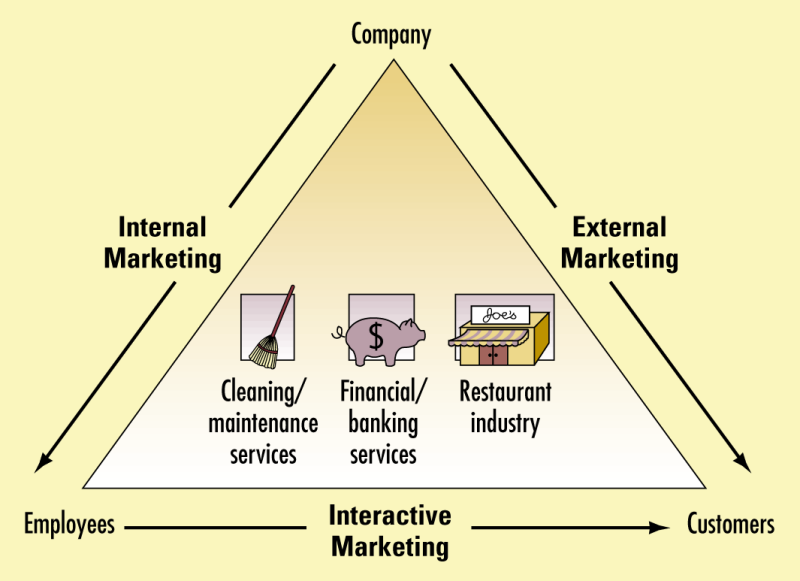 Company
Internal
Marketing
External
Marketing
Joe's
$
Cleaning/
maintenance
services
Financial/
banking
services
Restaurant
industry
Employees
Interactive
Marketing
Customers